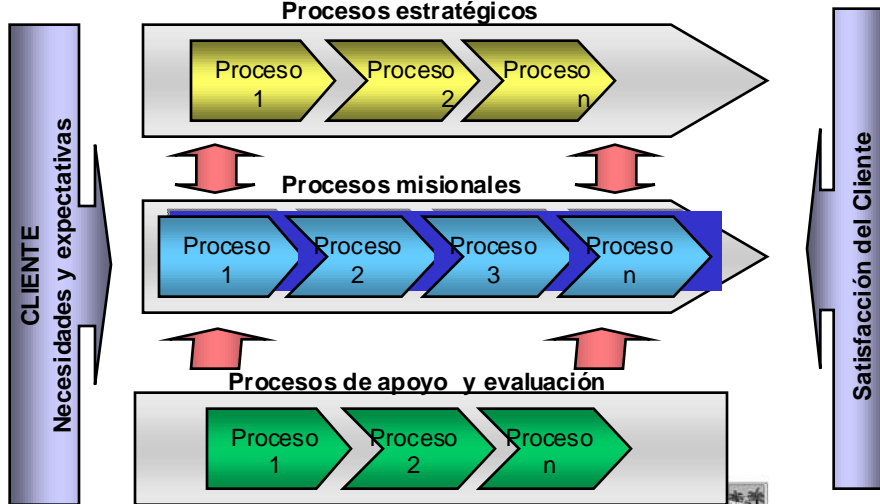 Procesos estratégicos
Proceso
1
Proceso
2
Proceso
n
CLIENTE
Necesidades y expectativas
Procesos misionales
Proceso
1
Proceso
2
Proceso
3
Proceso
n
Satisfacción del Cliente
Procesos de apoyo y evaluación
Proceso
1
Proceso
2
Proceso
n